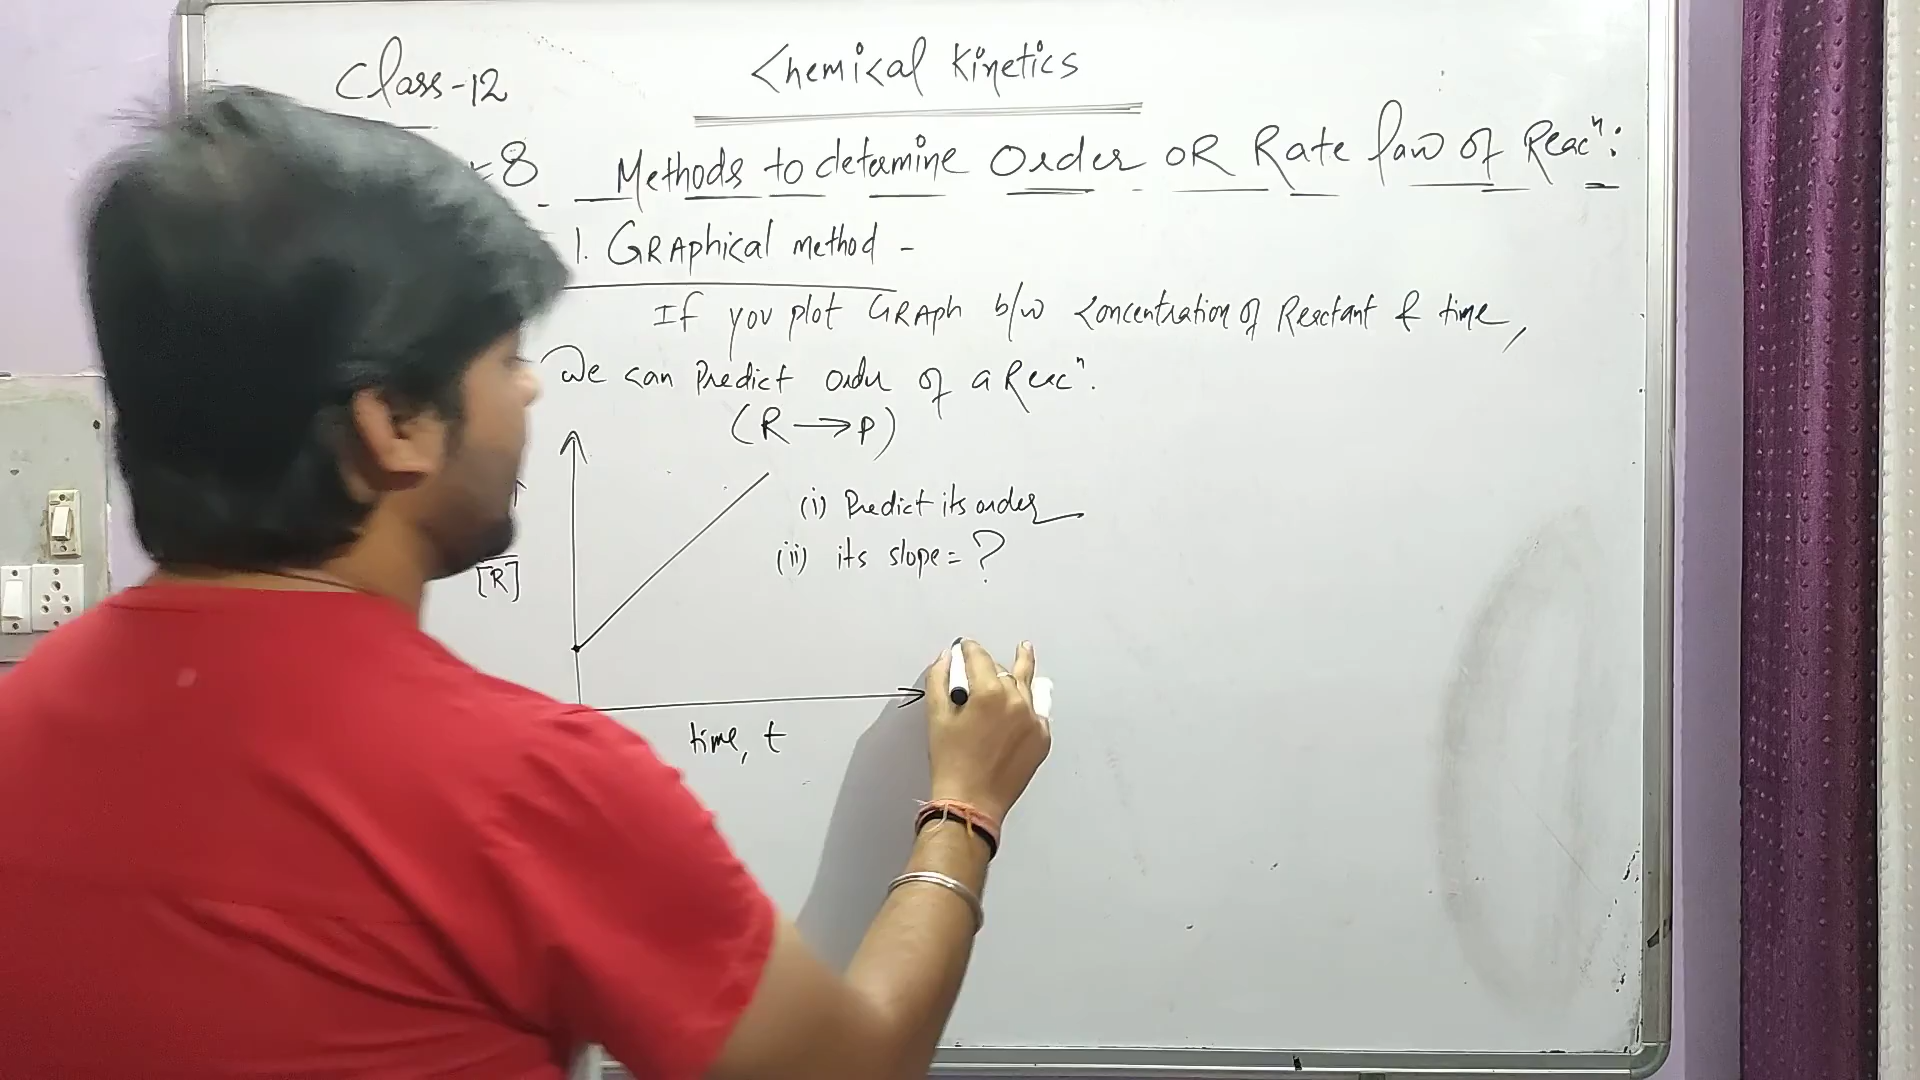 Class-12
Chemical Kinetics
8 Methods to determine Order OR Rate law of Reacⁿ:
1. GRAphical method -
If you plot GRAph b/w Concentration of Reactant & time,
We can Predict order of a Reacⁿ.
(R → P)
(i) Predict its order
(ii) its slope = ?
[R]
time, t